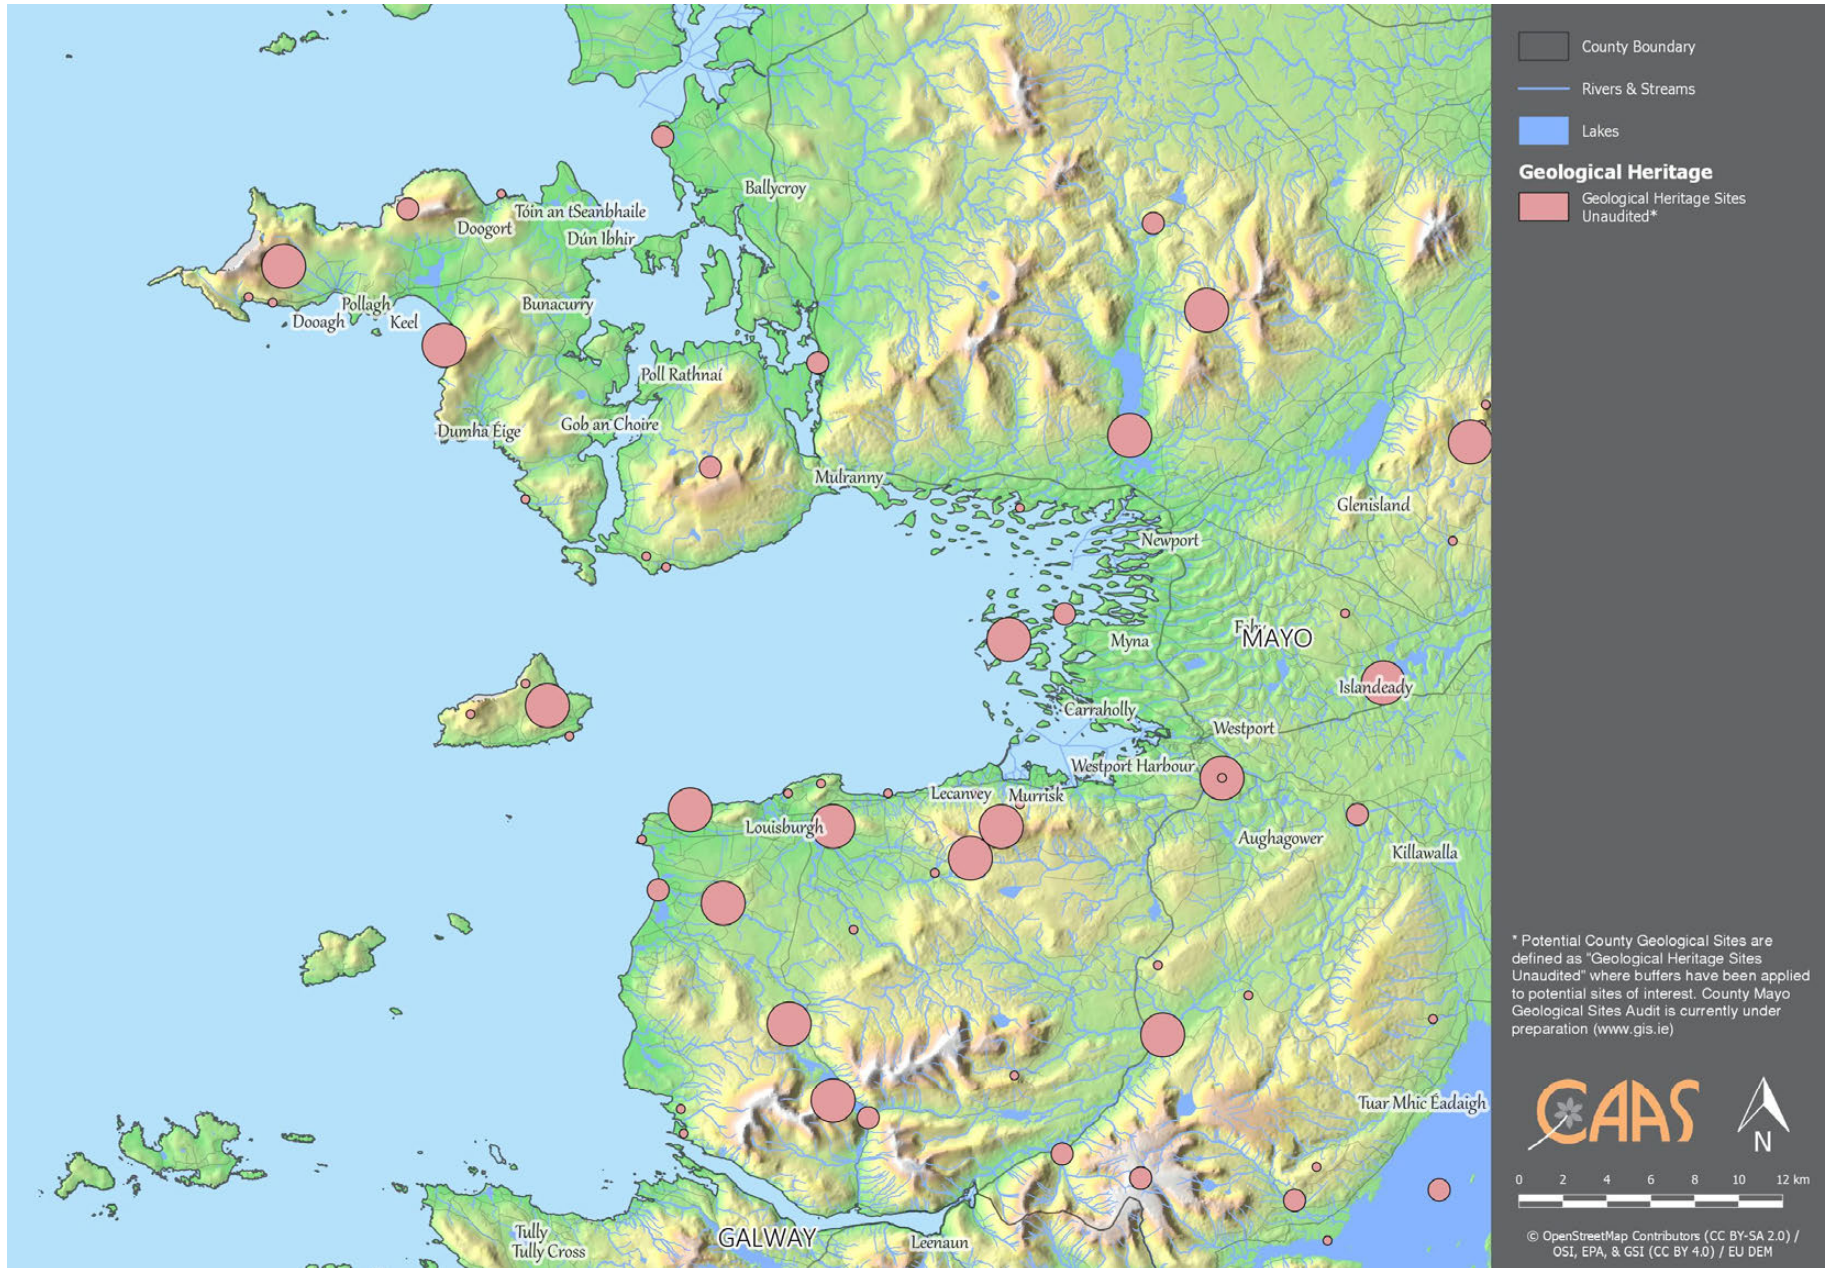 Ballycroy
Tóin an tSeanbhaile
Doogort
Dún Ibhir
Pollagh
Bunacurry
Dooagh
Keel
Poll Rathnaí
Gob an Choire
Dumha Éige
Mulranny
Glenisland
Newport
Myna
MAYO
Islandeady
Carraholly
Westport
Westport Harbour
Lecanvey
Murrisk
Louisburgh
Aughagower
Killawalla
Tuar Mhic Éadaigh
Tully
Tully Cross
GALWAY
Leenaun
County Boundary
Rivers & Streams
Lakes
Geological Heritage
Geological Heritage Sites
Unaudited*
* Potential County Geological Sites are
defined as "Geological Heritage Sites
Unaudited" where buffers have been applied
to potential sites of interest. County Mayo
Geological Sites Audit is currently under
preparation (www.gis.ie)
CAAS
N
0 2 4 6 8 10 12 km
© OpenStreetMap Contributors (CC BY-SA 2.0) /
OSI, EPA, & GSI (CC BY 4.0) / EU DEM